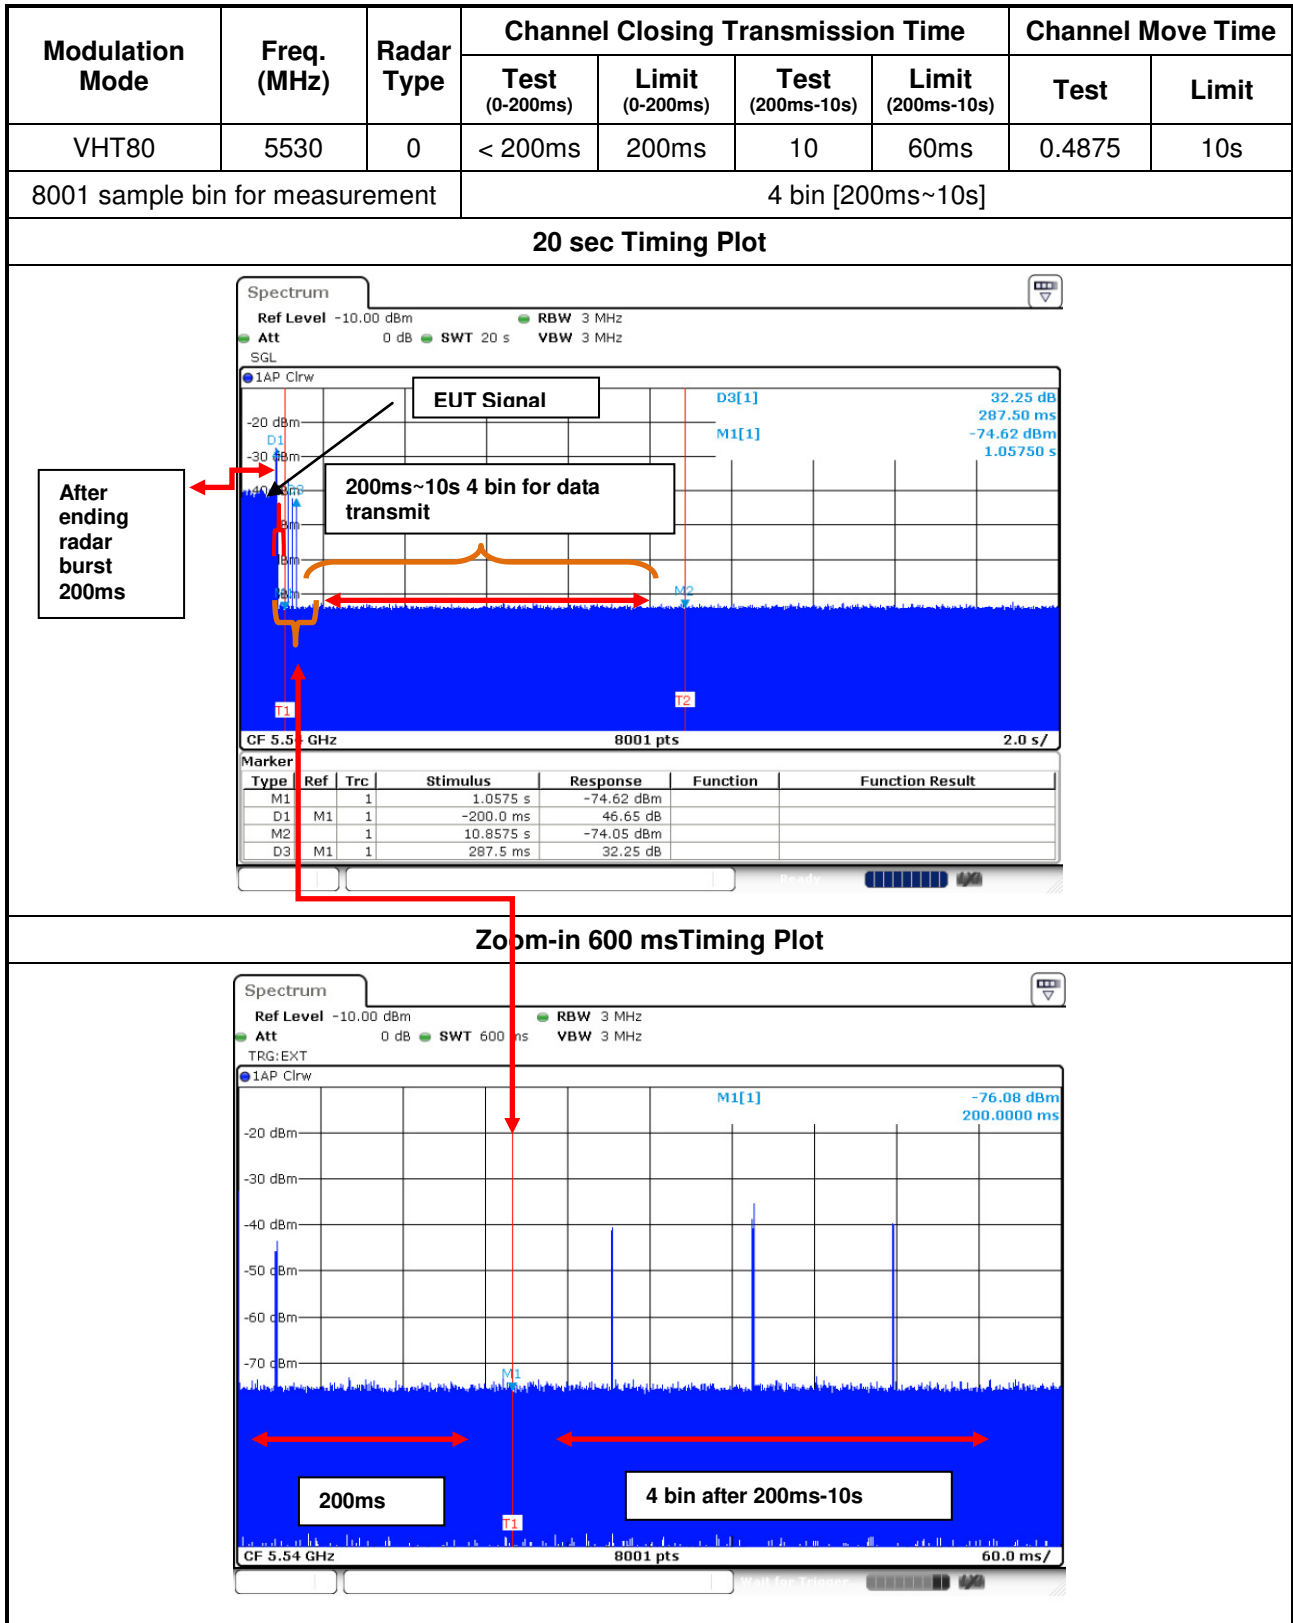 Modulation Mode
Freq. (MHz)
Radar Type
Channel Closing Transmission Time
Channel Move Time
Test (0-200ms)
Limit (0-200ms)
Test (200ms-10s)
Limit (200ms-10s)
Test
Limit
VHT80 5530 0 < 200ms 200ms 10 60ms 0.4875 10s
8001 sample bin for measurement 4 bin [200ms~10s]
20 sec Timing Plot
Spectrum
Ref Level -10.00 dBm RBW 3 MHz
Att 0 dB SWT 20 s VBW 3 MHz
SGL
1AP Clrw
EUT Signal
D3[1] 32.25 dB
287.50 ms
M1[1] -74.62 dBm
1.05750 s
-20 dBm
D1
-30 dBm
After ending radar burst 200ms
200ms~10s 4 bin for data transmit
M2
T1
T2
CF 5.54 GHz 8001 pts 2.0 s/
Marker
Type Ref Trc Stimulus Response Function Function Result
M1 1 1.0575 s -74.62 dBm
D1 M1 1 -200.0 ms 46.65 dB
M2 1 10.8575 s -74.05 dBm
D3 M1 1 287.5 ms 32.25 dB
Zoom-in 600 msTiming Plot
Spectrum
Ref Level -10.00 dBm RBW 3 MHz
Att 0 dB SWT 600 ms VBW 3 MHz
TRG:EXT
1AP Clrw
M1[1] -76.08 dBm
200.0000 ms
-20 dBm
-30 dBm
-40 dBm
-50 dBm
-60 dBm
-70 dBm
M1
200ms
4 bin after 200ms-10s
T1
CF 5.54 GHz 8001 pts 60.0 ms/
Wait for Trigger